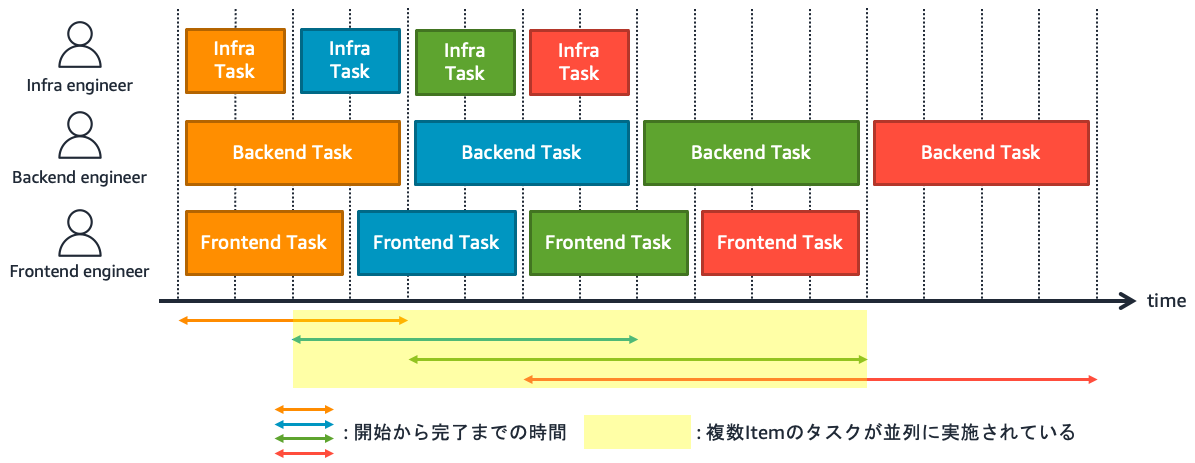 Infra engineer
Infra
Task
Infra
Task
Infra
Task
Infra
Task
Backend engineer
Backend Task
Backend Task
Backend Task
Backend Task
Frontend engineer
Frontend Task
Frontend Task
Frontend Task
Frontend Task
time
: 開始から完了までの時間
: 複数Itemのタスクが並列に実施されている